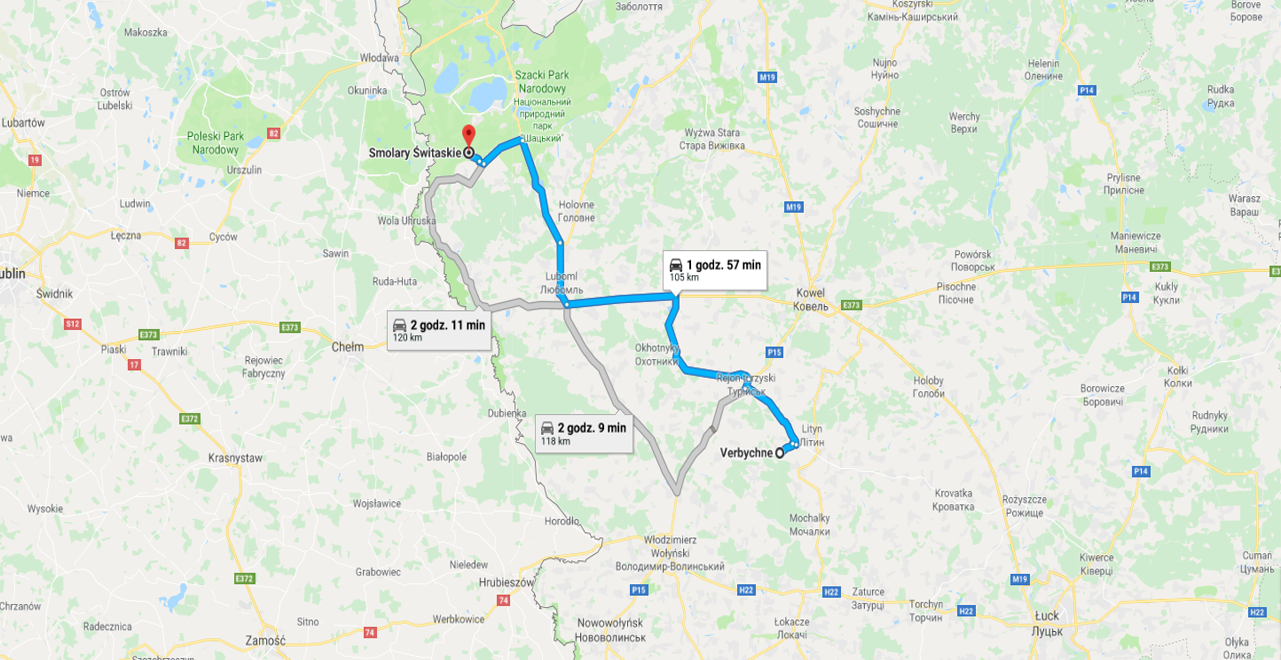 Заболоття
Koszyrski
Камінь-Каширський
Borove
Борове
Makoszka
Włodawa
Szacki Park
Narodowy
Національний
природний
парк
"Шацький"
M19
Nujno
Нуйно
Helenin
Оленине
P14
Rudka
Рудка
Ostrów
Lubelski
Okuninka
Lubartów
82
Poleski Park
Narodowy
Soshychne
Сошичне
Werchy
Верхи
Wyżwa Stara
Стара Вижівка
19
Urszulin
Smolary Świtaskie
Niemce
Ludwin
Prylisne
Прилісне
Warasz
Вараш
Holovne
Головне
M19
Wola Uhruska
Łęczna
82
Cyców
Maniewicze
Маневичі
Sawin
Powórsk
Поворськ
E373
1 godz. 57 min
105 km
ublin
Świdnik
Ruda-Huta
Luboml
Любомль
Kowel
Ковель
E373
Pisočne
Пісочне
P14
Kukly
Кукли
S12
E373
E373
2 godz. 11 min
120 km
Piaski
Trawniki
Chełm
Okhotnyky
Охотники
P15
17
Rejowiec
Fabryczny
Rejon turzyski
Турійськ
Holoby
Голоби
Kołki
Колки
Borowicze
Боровичі
E372
Dubienka
2 godz. 9 min
118 km
Lityn
Літин
Rudnyky
Рудники
wa
Krasnystaw
Białopole
Verbychne
P14
Wysokie
Wojsławice
Horodło
Krovatka
Кроватка
Rożyszcze
Рожище
Mochalky
Мочалки
Włodzimierz
Wołyński
Володимир-Волинський
Kiwerce
Ківерці
Cuman
Цумань
E372
Grabowiec
Nieledew
Hrubieszów
M19
P15
H22
H22
Chrzanów
74
Zaturce
Затурці
Torchyn
Торчин
H22
H22
Radecznica
Sitno
74
Werbkowice
Nowowołyńsk
Нововолинськ
Łokacze
Локачі
Łuck
Луцьк
Zamość
Ołyka
Олика
Szczebrzeszyn